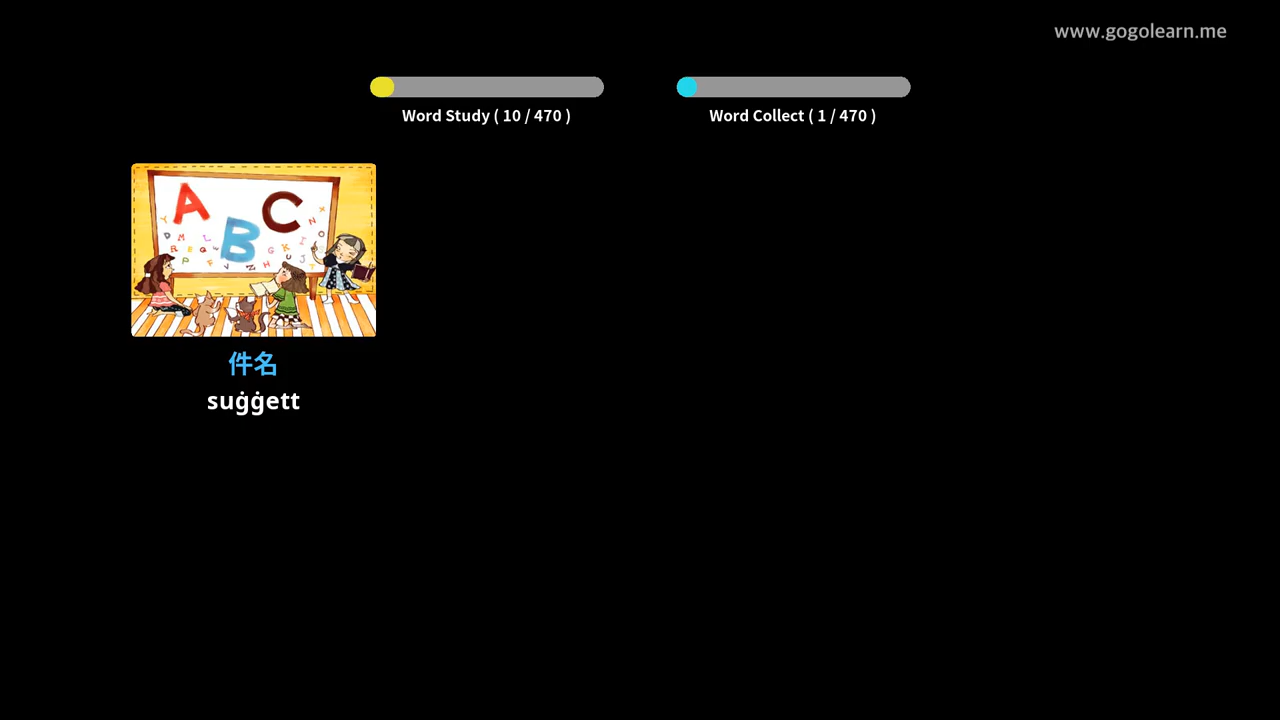 www.gogolearn.me
Word Study ( 10 / 470 )
Word Collect ( 1 / 470 )
A
B
C
件名
suġġett